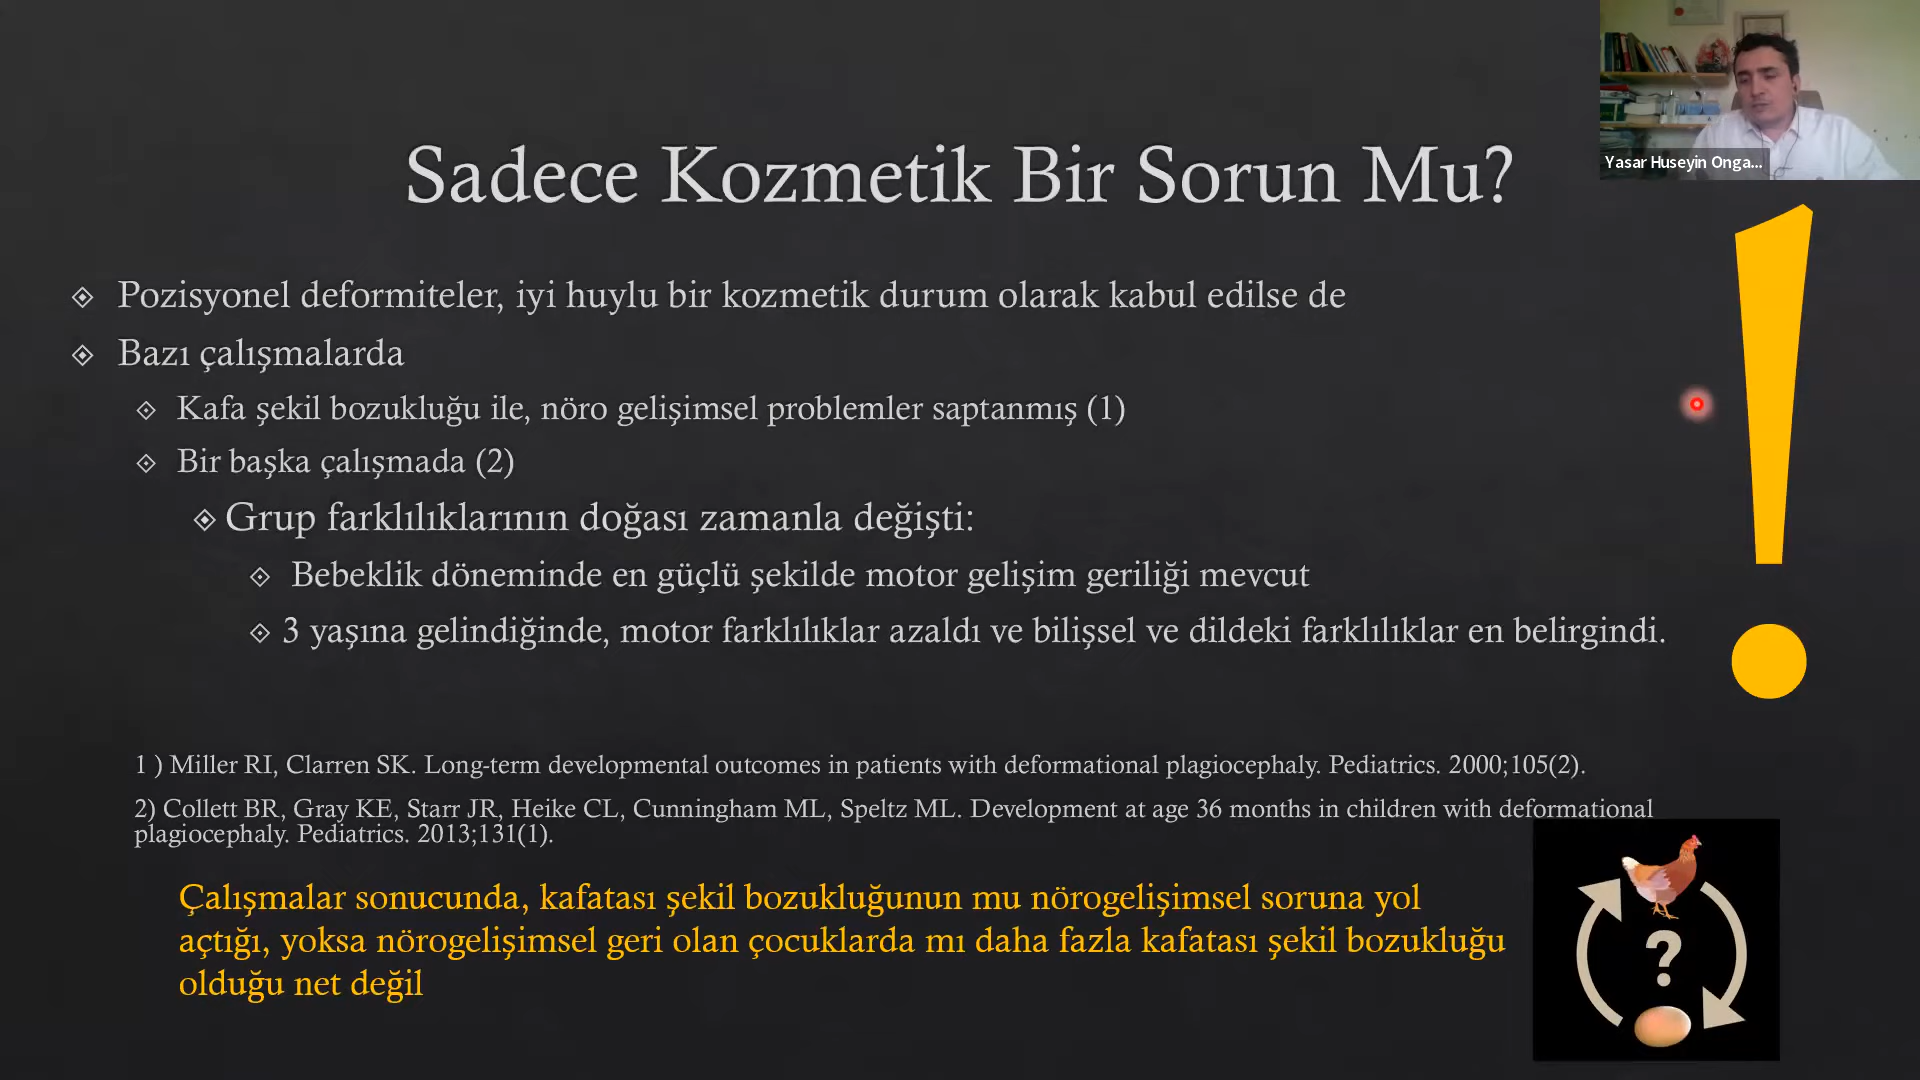 Yasar Huseyin Onga...
Sadece Kozmetik Bir Sorun Mu?
Pozisyonel deformiteler, iyi huylu bir kozmetik durum olarak kabul edilse de
Bazı çalışmalarda
Kafa şekil bozukluğu ile, nöro gelişimsel problemler saptanmış (1)
Bir başka çalışmada (2)
Grup farklılıklarının doğası zamanla değişti:
Bebeklik döneminde en güçlü şekilde motor gelişim geriliği mevcut
3 yaşına gelindiğinde, motor farklılıklar azaldı ve bilişsel ve dildeki farklılıklar en belirgindi.
1 ) Miller RI, Clarren SK. Long-term developmental outcomes in patients with deformational plagiocephaly. Pediatrics. 2000;105(2).
2) Collett BR, Gray KE, Starr JR, Heike CL, Cunningham ML, Speltz ML. Development at age 36 months in children with deformational
plagiocephaly. Pediatrics. 2013;131(1).
Çalışmalar sonucunda, kafatası şekil bozukluğunun mu nörogelişimsel soruna yol
açtığı, yoksa nörogelişimsel geri olan çocuklarda mı daha fazla kafatası şekil bozukluğu
olduğu net değil
?